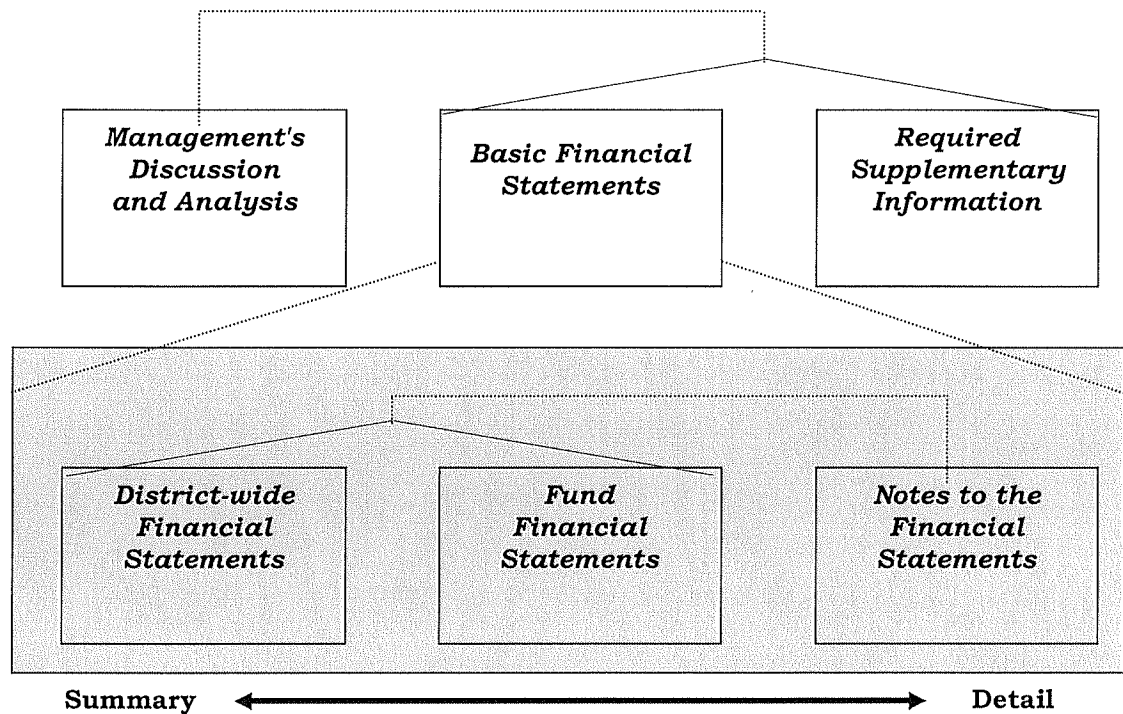 Management's
Discussion
and Analysis
Basic Financial
Statements
Required
Supplementary
Information
District-wide
Financial
Statements
Fund
Financial
Statements
Notes to the
Financial
Statements
Summary
Detail